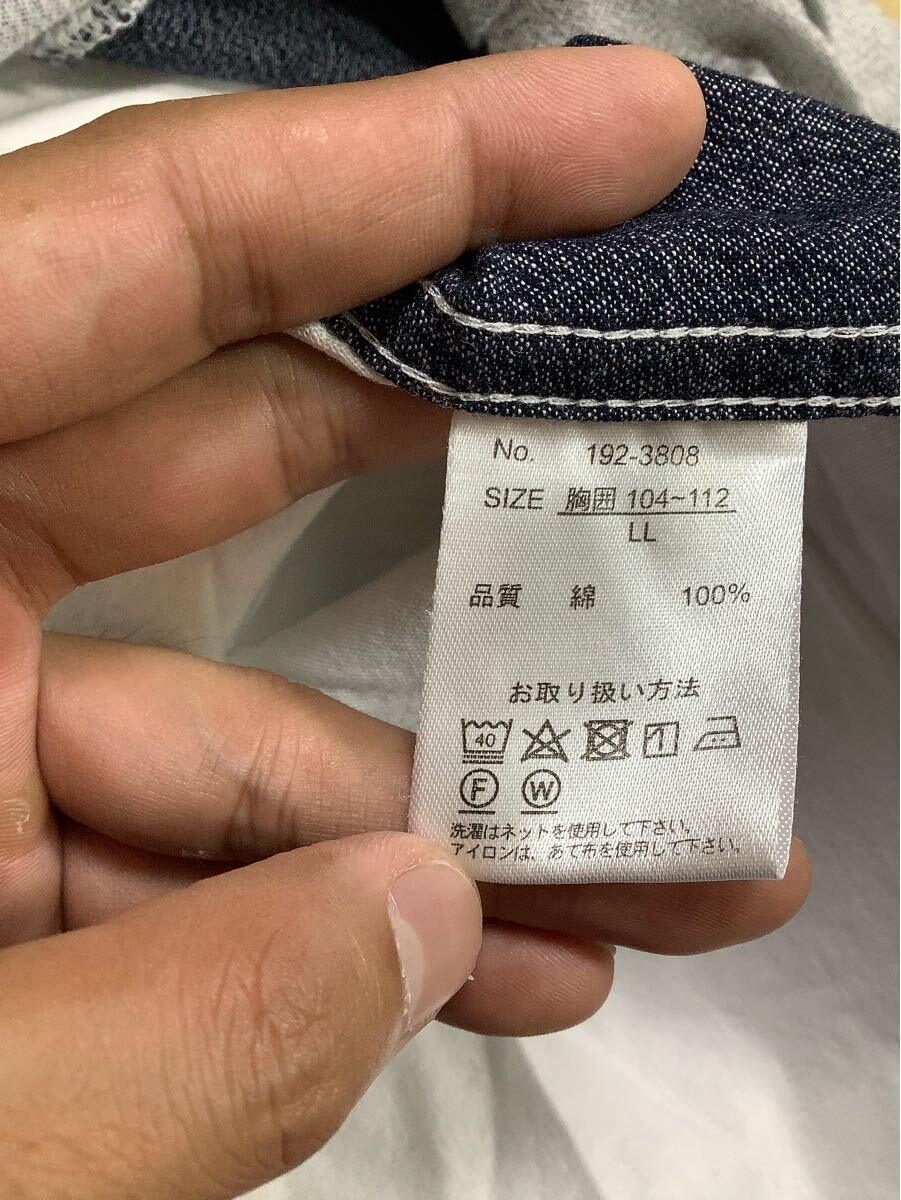 No. 192-3808
SIZE 胸囲 104~112
LL
品質 綿 100%
お取り扱い方法
40
F W
洗濯はネットを使用して下さい。
アイロンは、あて布を使用して下さい。